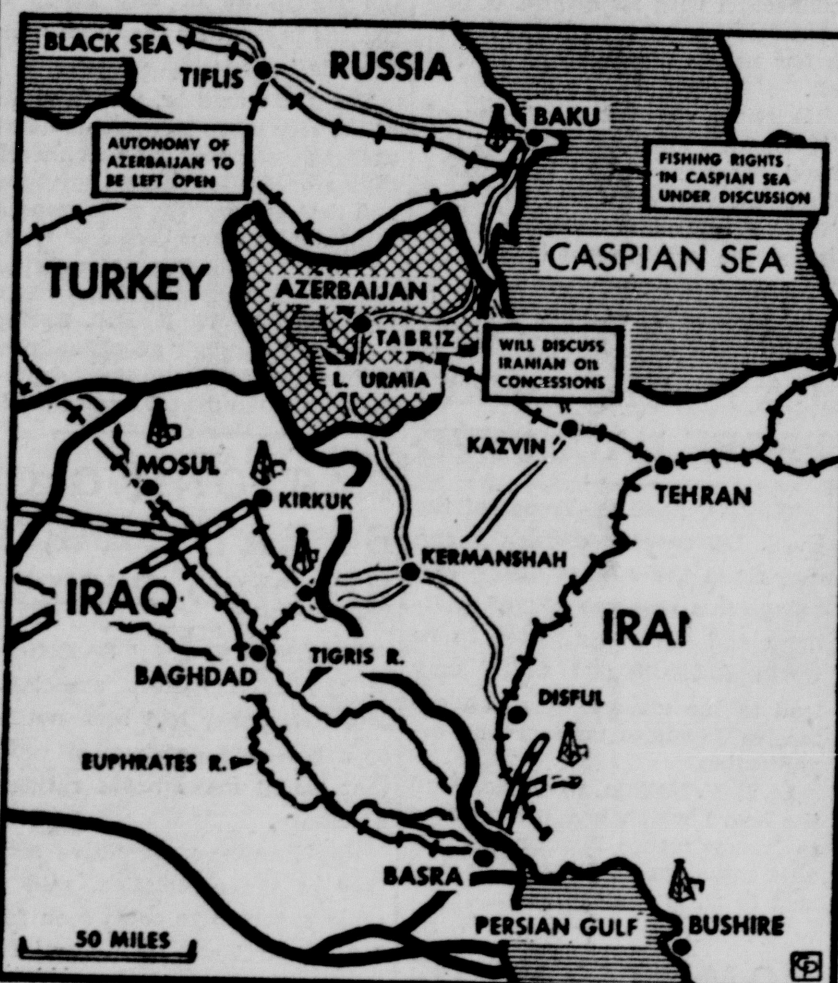 BLACK SEA
TIFLIS
RUSSIA
BAKU
AUTONOMY OF
AZERBAIJAN TO
BE LEFT OPEN
FISHING RIGHTS
IN CASPIAN SEA
UNDER DISCUSSION
TURKEY
CASPIAN SEA
AZERBAIJAN
TABRIZ
L. URMIA
WILL DISCUSS
IRANIAN OIL
CONCESSIONS
KAZVIN
TEHRAN
MOSUL
KIRKUK
KERMANSHAH
IRAQ
IRAI
BAGHDAD
TIGRIS R.
DISFUL
EUPHRATES R.
BASRA
PERSIAN GULF
BUSHIRE
50 MILES